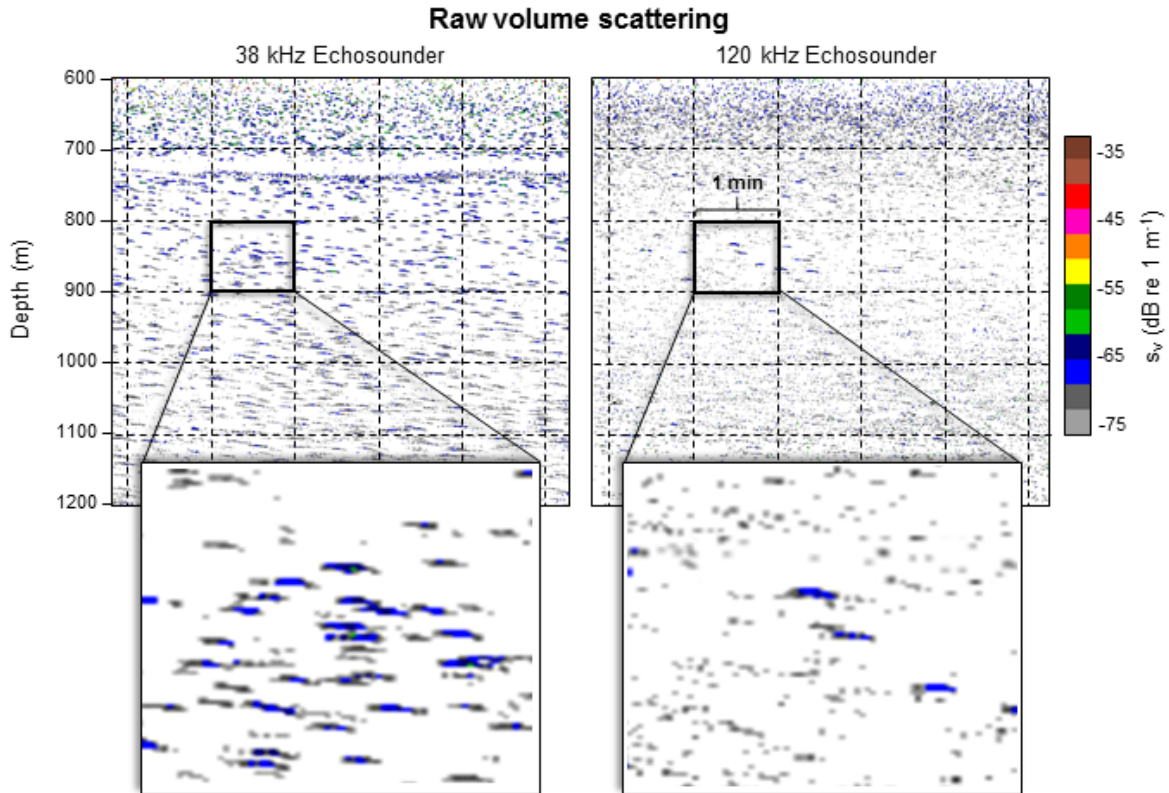 Raw volume scattering
38 kHz Echosounder
120 kHz Echosounder
600
700
800
900
1000
1100
1200
Depth (m)
1 min
-35
-45
-55
-65
-75
sv (dB re 1 m-1)